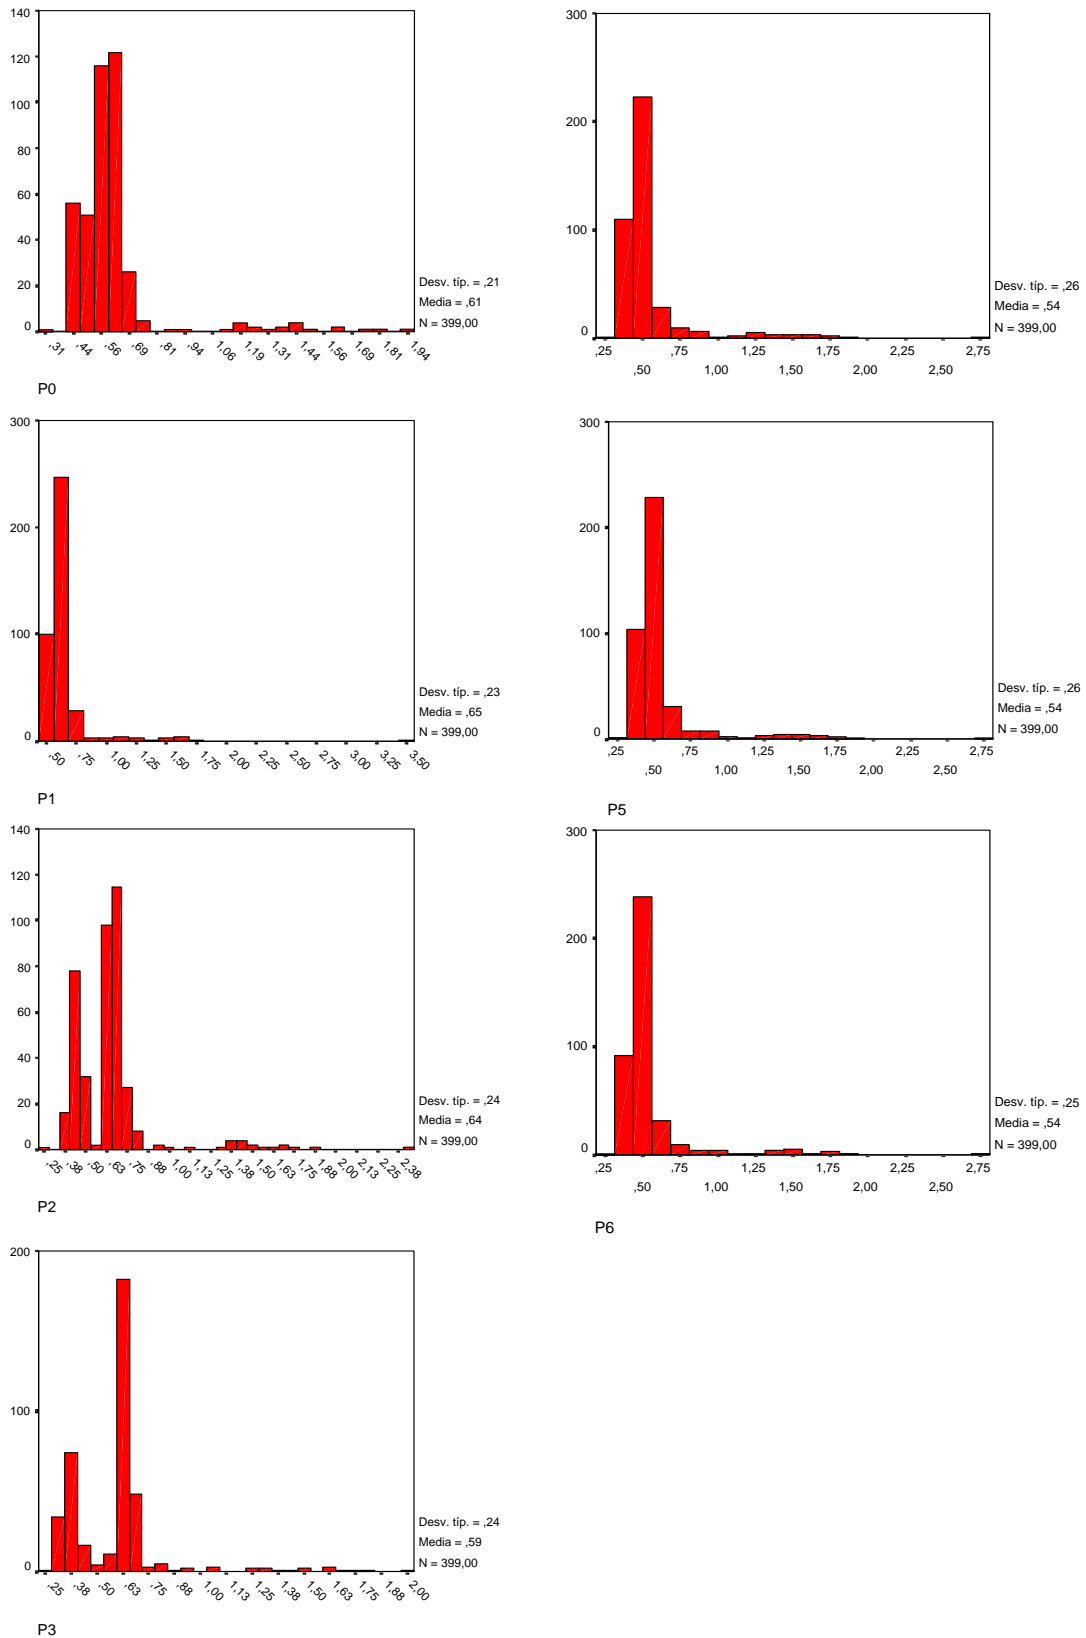 140
120
100
80
60
40
20
0
,31 ,44 ,56 ,69 ,81 ,94 1,06 1,19 1,31 1,44 1,56 1,69 1,81 1,94
P0
Desv. típ. = ,21
Media = ,61
N = 399,00
300
200
100
0
,25 ,75 1,25 1,75 2,25 2,75
,50 1,00 1,50 2,00 2,50
Desv. típ. = ,26
Media = ,54
N = 399,00
300
200
100
0
,50 ,75 1,00 1,25 1,50 1,75 2,00 2,25 2,50 2,75 3,00 3,25 3,50
P1
Desv. típ. = ,23
Media = ,65
N = 399,00
300
200
100
0
,25 ,75 1,25 1,75 2,25 2,75
,50 1,00 1,50 2,00 2,50
P5
Desv. típ. = ,26
Media = ,54
N = 399,00
140
120
100
80
60
40
20
0
,25 ,38 ,50 ,63 ,75 ,88 1,00 1,13 1,25 1,38 1,50 1,63 1,75 1,88 2,00 2,13 2,25 2,38
P2
Desv. típ. = ,24
Media = ,64
N = 399,00
300
200
100
0
,25 ,75 1,25 1,75 2,25 2,75
,50 1,00 1,50 2,00 2,50
P6
Desv. típ. = ,25
Media = ,54
N = 399,00
200
100
0
,25 ,38 ,50 ,63 ,75 ,88 1,00 1,13 1,25 1,38 1,50 1,63 1,75 1,88 2,00
P3
Desv. típ. = ,24
Media = ,59
N = 399,00